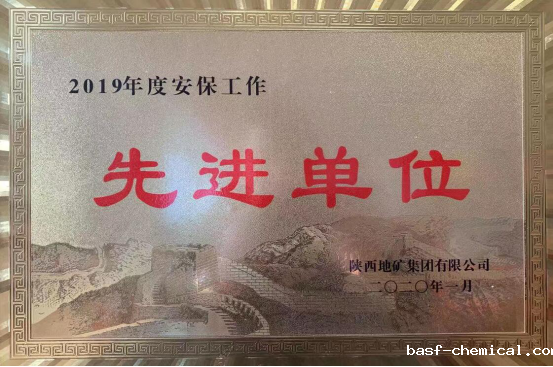 2019年度安保工作
先进单位
陕西地矿集团有限公司
二〇二〇年一月
basf-chemical.com